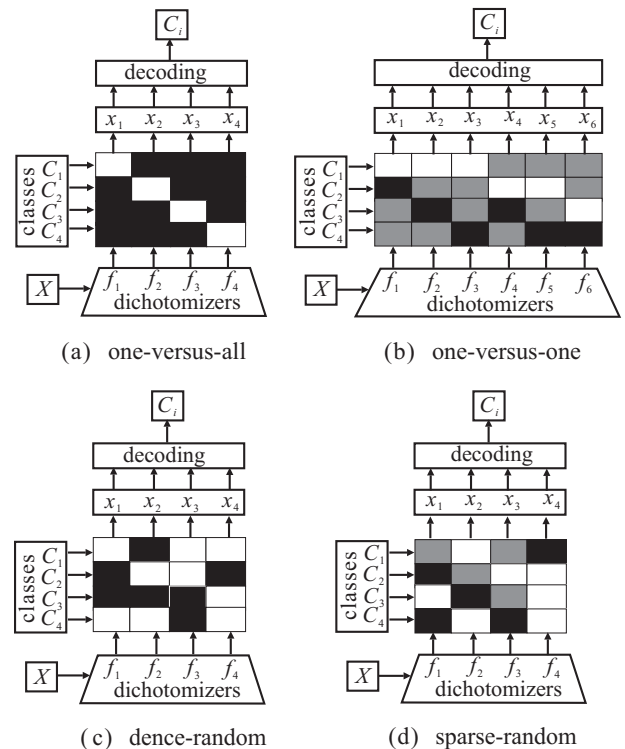 C_i
decoding
x_1 x_2 x_3 x_4
classes
C_1
C_2
C_3
C_4
X
f_1 f_2 f_3 f_4
dichotomizers
(a) one-versus-all
C_i
decoding
x_1 x_2 x_3 x_4 x_5 x_6
classes
C_1
C_2
C_3
C_4
X
f_1 f_2 f_3 f_4 f_5 f_6
dichotomizers
(b) one-versus-one
C_i
decoding
x_1 x_2 x_3 x_4
classes
C_1
C_2
C_3
C_4
X
f_1 f_2 f_3 f_4
dichotomizers
(c) dence-random
C_i
decoding
x_1 x_2 x_3 x_4
classes
C_1
C_2
C_3
C_4
X
f_1 f_2 f_3 f_4
dichotomizers
(d) sparse-random